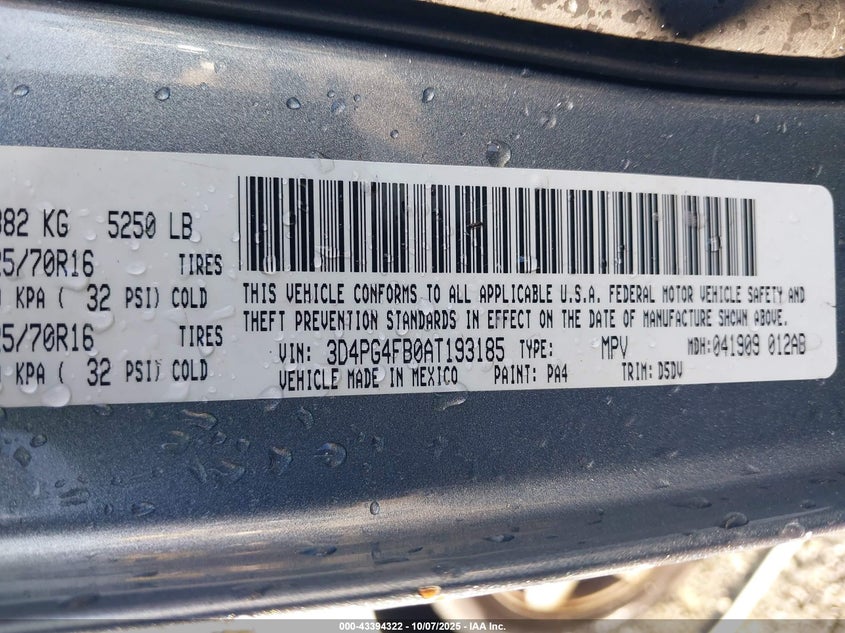 382 KG 5250 LB
5/70R16 TIRES
KPA ( 32 PSI) COLD
5/70R16 TIRES
KPA ( 32 PSI) COLD
THIS VEHICLE CONFORMS TO ALL APPLICABLE U.S.A. FEDERAL MOTOR VEHICLE SAFETY AND
THEFT PREVENTION STANDARDS IN EFFECT ON THE DATE OF MANUFACTURE SHOWN ABOVE.
VIN: 3D4PG4FB0AT193185 TYPE: MPV MDH:041909 012AB
VEHICLE MADE IN MEXICO PAINT: PA4 TRIM: D5DV
000-43394322 - 10/07/2025 - IAA Inc.